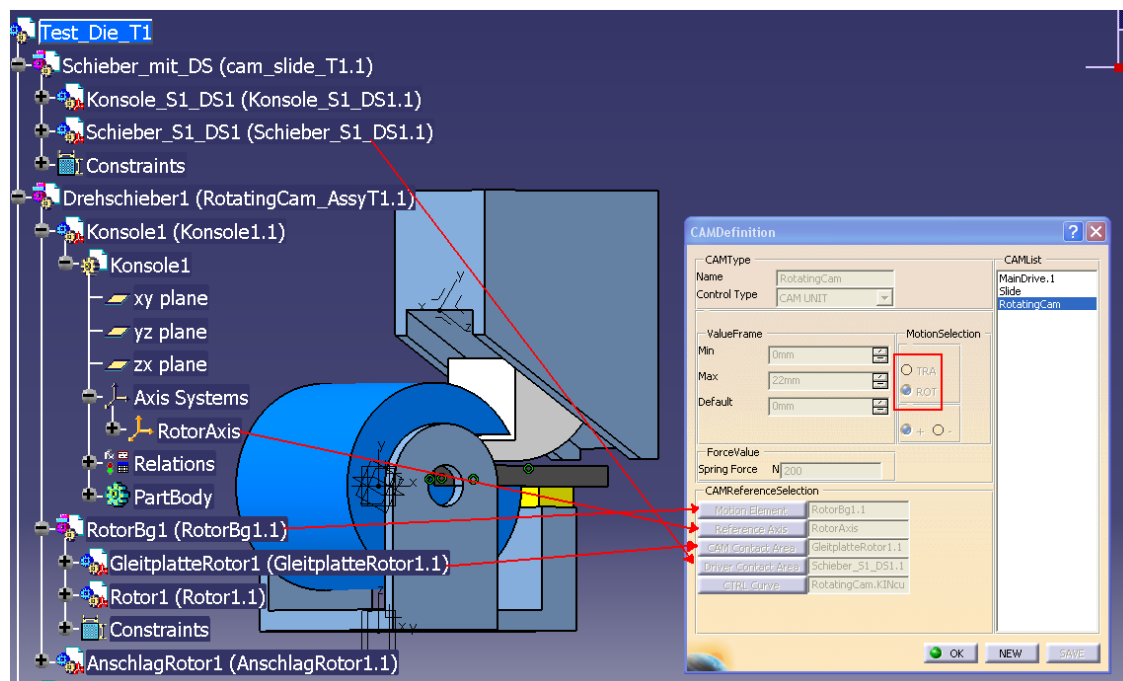 Test_Die_T1
Schieber_mit_DS (cam_slide_T1.1)
Konsole_S1_DS1 (Konsole_S1_DS1.1)
Schieber_S1_DS1 (Schieber_S1_DS1.1)
Constraints
Drehschieber1 (RotatingCam_AssyT1.1)
Konsole1 (Konsole1.1)
Konsole1
xy plane
yz plane
zx plane
Axis Systems
RotorAxis
Relations
PartBody
RotorBg1 (RotorBg1.1)
GleitplatteRotor1 (GleitplatteRotor1.1)
Rotor1 (Rotor1.1)
Constraints
AnschlagRotor1 (AnschlagRotor1.1)
y
x
z
y
x
z
x y
CAMDefinition
CAMType
Name RotatingCam
Control Type CAM UNIT
ValueFrame
Min 0mm
Max 22mm
Default 0mm
MotionSelection
TRA
ROT
+ -
ForceValue
Spring Force N 200
CAMReferenceSelection
Motion Element RotorBg1.1
Reference Axis RotorAxis
CAM Contact Area GleitplatteRotor1.1
Driver Contact Area Schieber_S1_DS1.1
CTRL Curve RotatingCam.KINcu
CAMList
MainDrive.1
Slide
RotatingCam
OK NEW SAVE